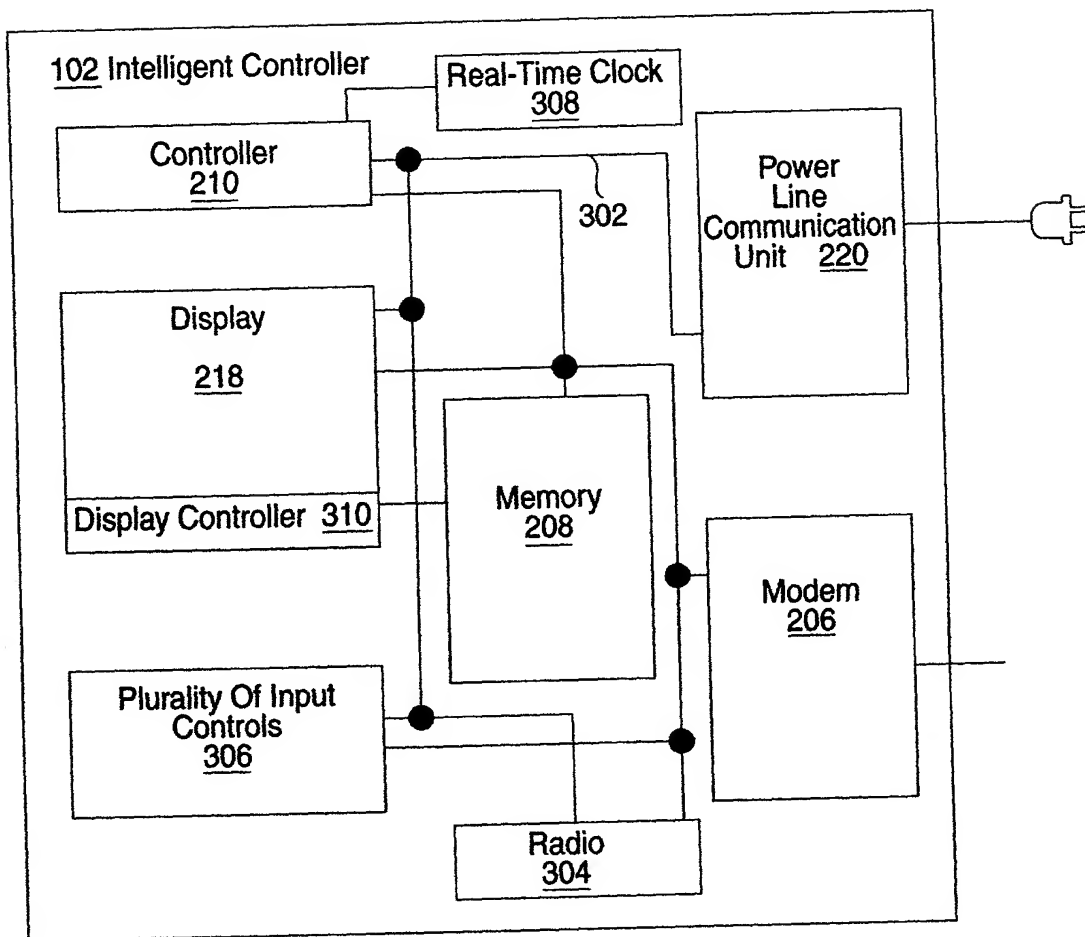 102 Intelligent Controller
Real-Time Clock
308
Controller
210
302
Power
Line
Communication
Unit 220
Display
218
Display Controller 310
Memory
208
Modem
206
Plurality Of Input
Controls
306
Radio
304